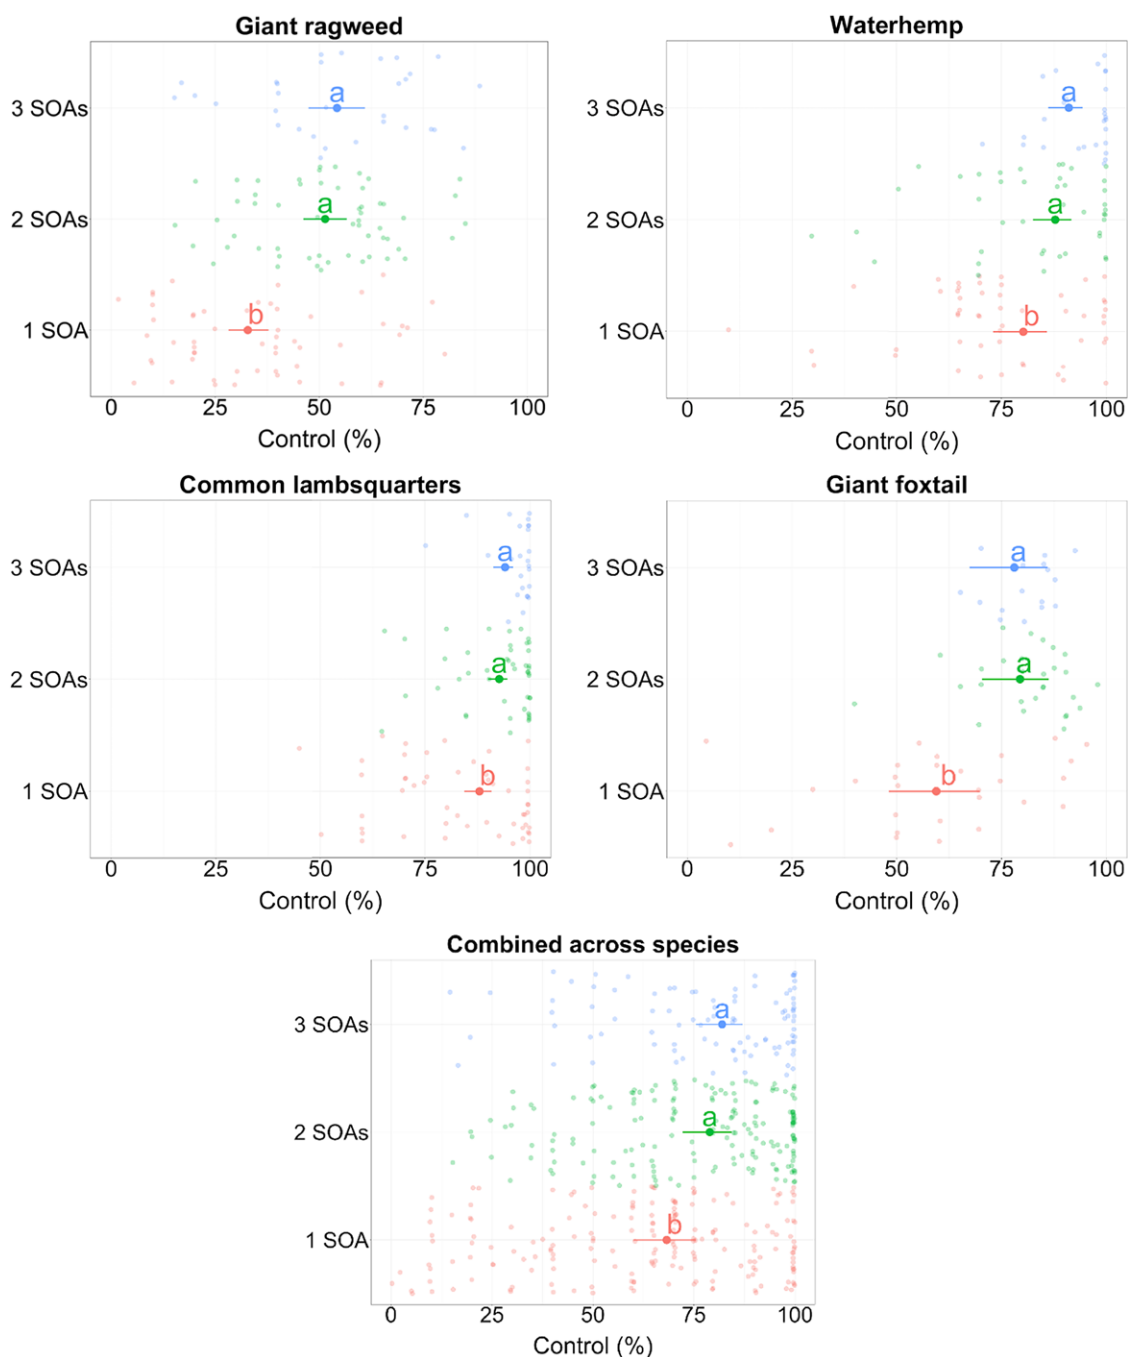 Giant ragweed
3 SOAs
a
2 SOAs
a
1 SOA
b
0 25 50 75 100
Control (%)
Waterhemp
3 SOAs
a
2 SOAs
a
1 SOA
b
0 25 50 75 100
Control (%)
Common lambsquarters
3 SOAs
a
2 SOAs
a
1 SOA
b
0 25 50 75 100
Control (%)
Giant foxtail
3 SOAs
a
2 SOAs
a
1 SOA
b
0 25 50 75 100
Control (%)
Combined across species
3 SOAs
a
2 SOAs
a
1 SOA
b
0 25 50 75 100
Control (%)